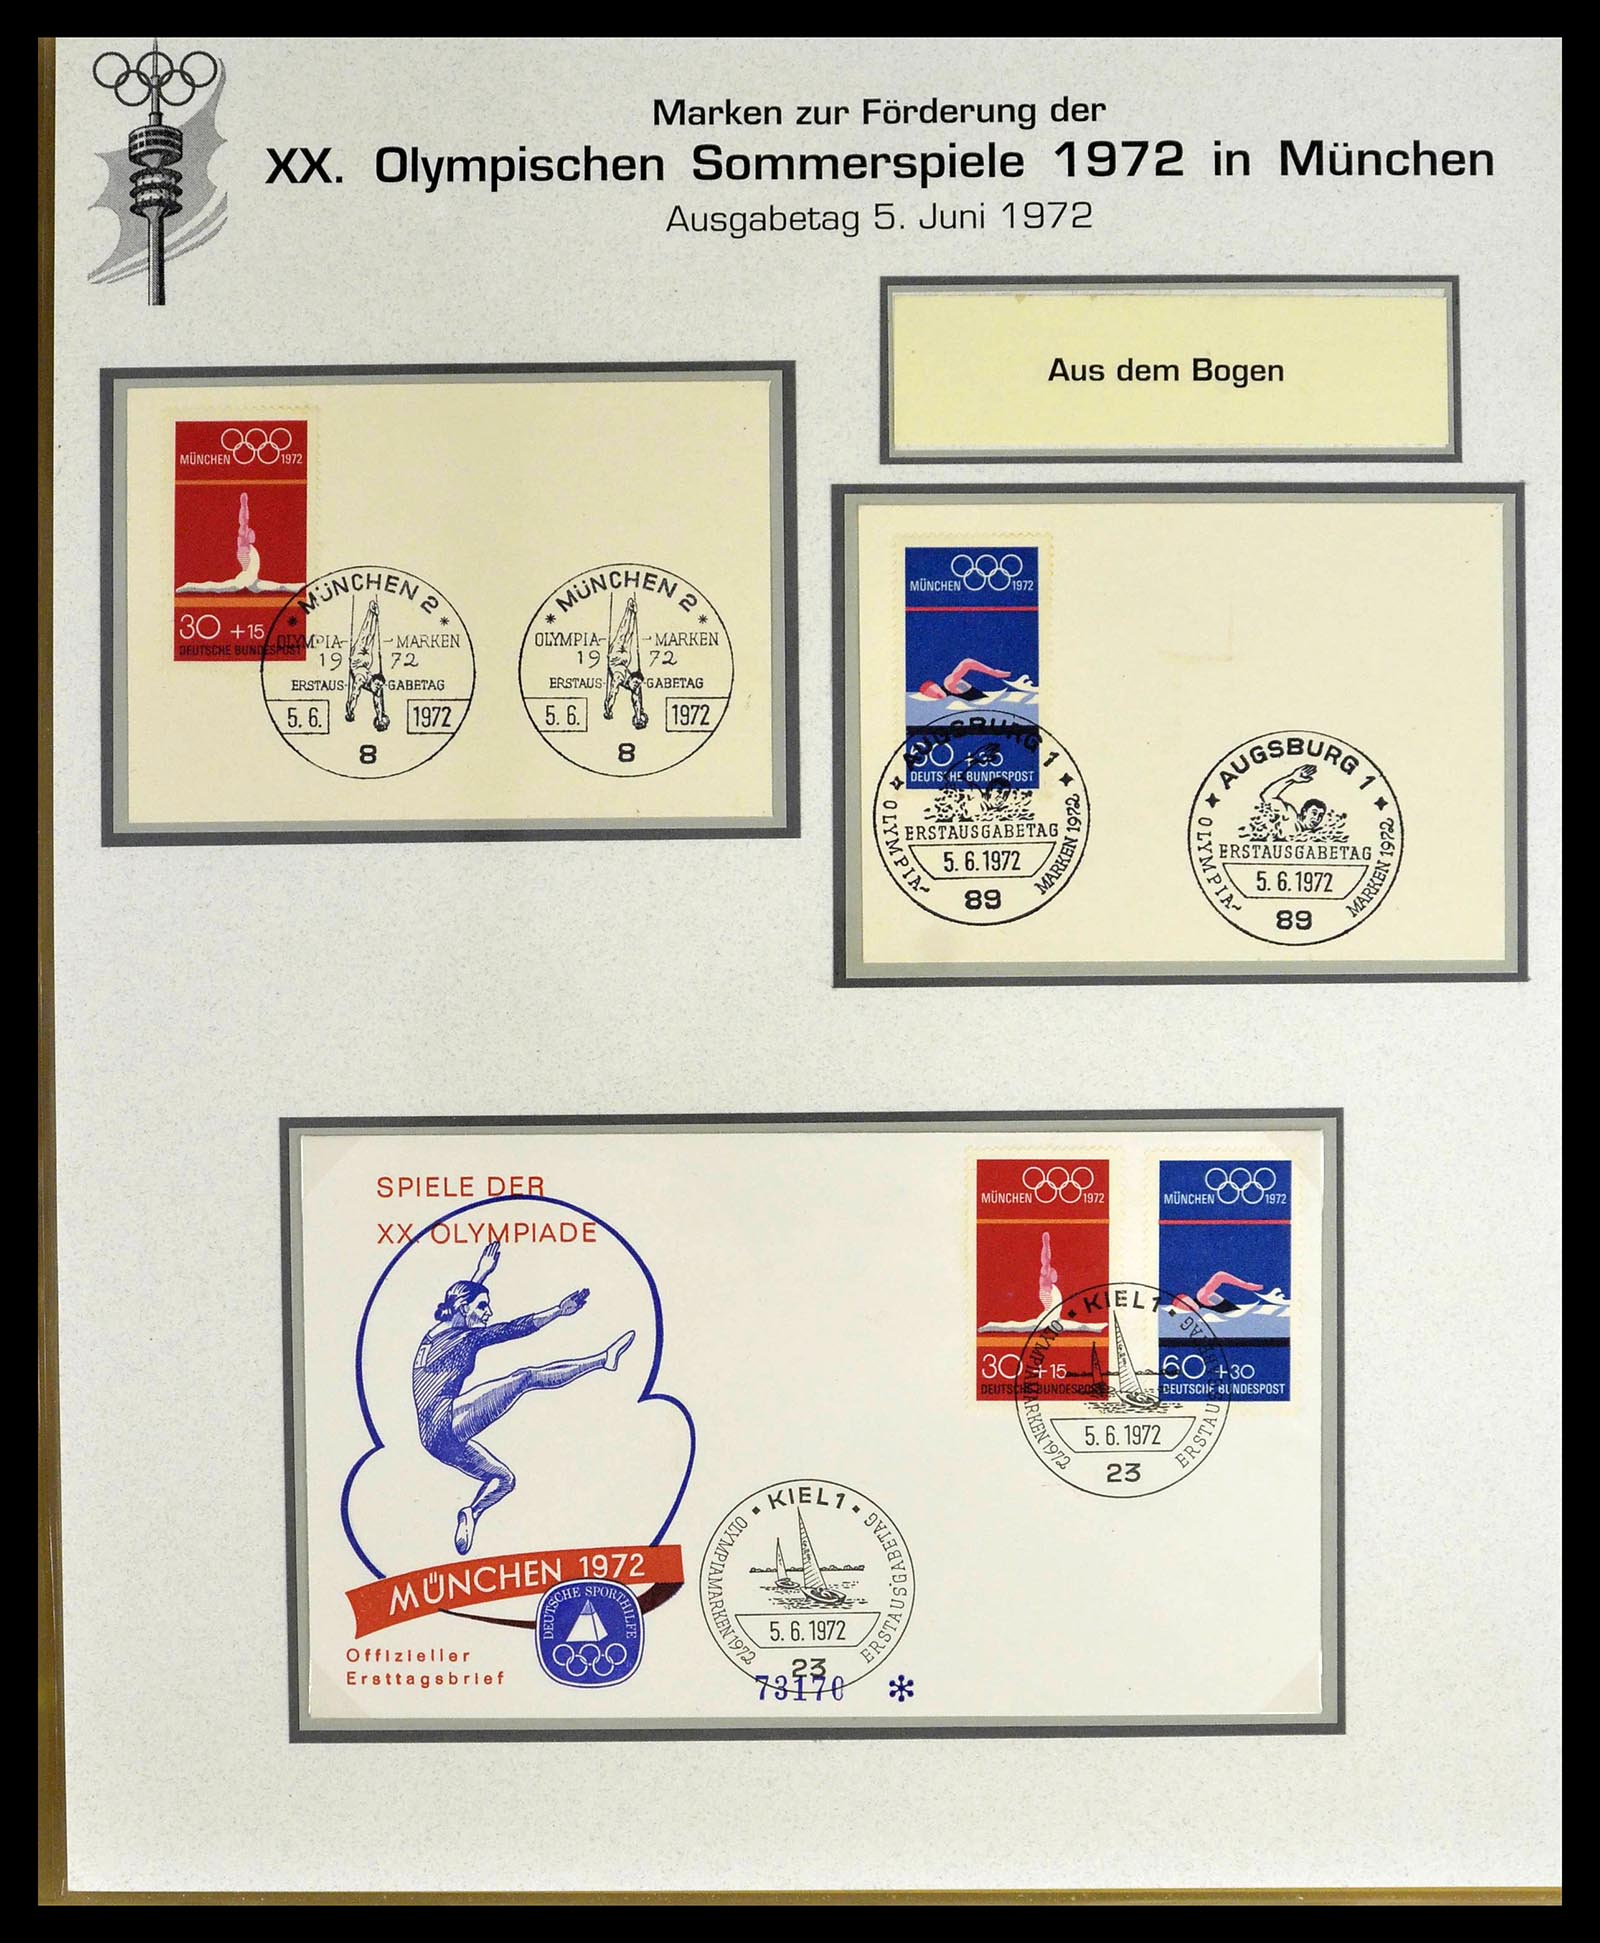 Marken zur Förderung der
XX. Olympischen Sommerspiele 1972 in München
Ausgabetag 5. Juni 1972
Aus dem Bogen
MÜNCHEN 1972
30 +15
DEUTSCHE BUNDESPOST
* MÜNCHEN 2 *
OLYMPIA- -MARKEN
19 72
ERSTAUS- GABETAG
5. 6. 1972
8
* MÜNCHEN 2 *
OLYMPIA- -MARKEN
19 72
ERSTAUS- GABETAG
5. 6. 1972
8
MÜNCHEN 1972
DEUTSCHE BUNDESPOST
AUGSBURG 1
ERSTAUSGABETAG
OLYMPIA- MARKEN 1972
5. 6. 1972
89
AUGSBURG 1
ERSTAUSGABETAG
OLYMPIA- MARKEN 1972
5. 6. 1972
89
SPIELE DER
XX. OLYMPIADE
MÜNCHEN 1972
DEUTSCHE SPORTHILFE
Offizieller
Ersttagsbrief
MÜNCHEN 1972
30 +15
DEUTSCHE BUNDESPOST
MÜNCHEN 1972
60 +30
DEUTSCHE BUNDESPOST
KIEL 1
OLYMPIAMARKEN 1972 ERSTAUSGABETAG
5. 6. 1972
23
KIEL 1
OLYMPIAMARKEN 1972 ERSTAUSGABETAG
5. 6. 1972
23
73170 *